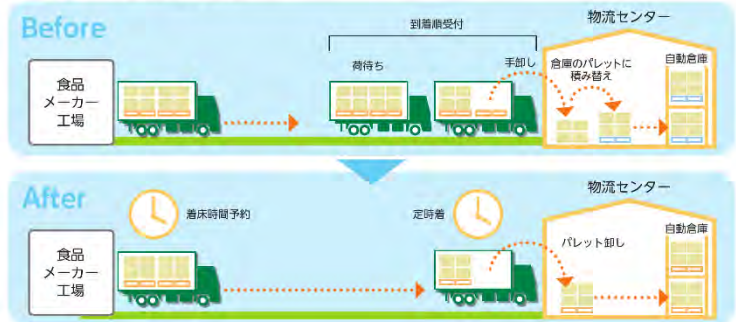 Before
到着順受付
物流センター
荷待ち
手卸し
倉庫のパレットに
積み替え
自動倉庫
食品
メーカー
工場
After
着床時間予約
定時着
物流センター
パレット卸し
自動倉庫
食品
メーカー
工場